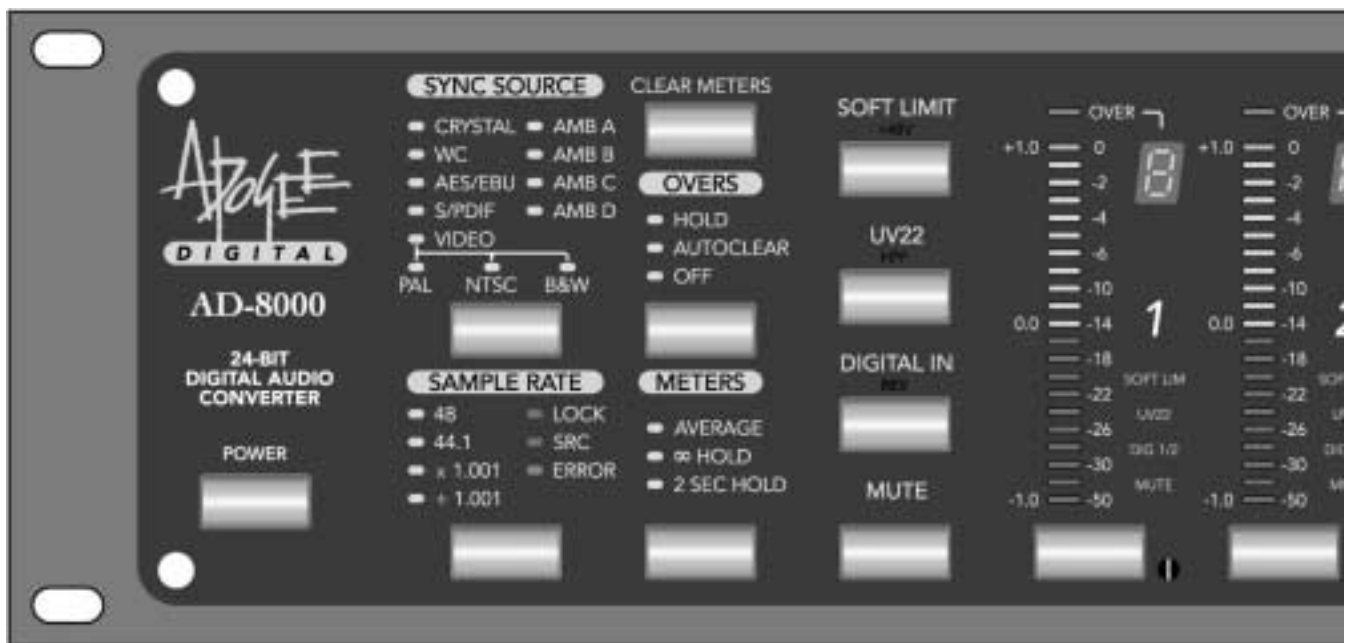 APOGEE
DIGITAL
AD-8000
24-BIT
DIGITAL AUDIO
CONVERTER
POWER
SYNC SOURCE
CRYSTAL AMB A
WC AMB B
AES/EBU AMB C
S/PDIF AMB D
VIDEO
PAL NTSC B&W
SAMPLE RATE
48 LOCK
44.1 SRC
x 1.001 ERROR
÷ 1.001
CLEAR METERS
OVERS
HOLD
AUTOCLEAR
OFF
METERS
AVERAGE
∞ HOLD
2 SEC HOLD
SOFT LIMIT
UV22
DIGITAL IN
MUTE
OVER
+1.0 0
-2
-4
-6
-10
0.0 -14
-18
-22
-26
-30
-1.0 -50
8
1
SOFT LIM
UV22
DIG 1/2
MUTE
OVER
+1.0 0
-2
-4
-6
-10
0.0 -14
-18
-22
-26
-30
-1.0 -50